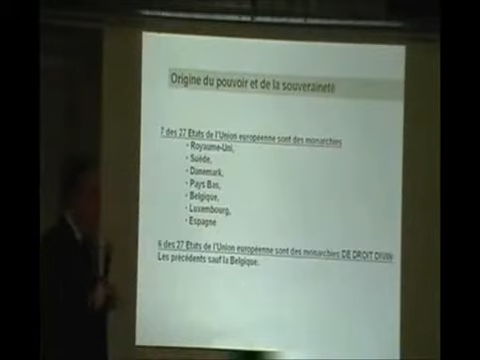 Origine du pouvoir et de la souveraineté
7 des 27 Etats de l'Union européenne sont des monarchies
- Royaume-Uni,
- Suède,
- Danemark,
- Pays Bas,
- Belgique,
- Luxembourg,
- Espagne
6 des 27 Etats de l'Union européenne sont des monarchies DE DROIT DIVIN
Les précédents sauf la Belgique.